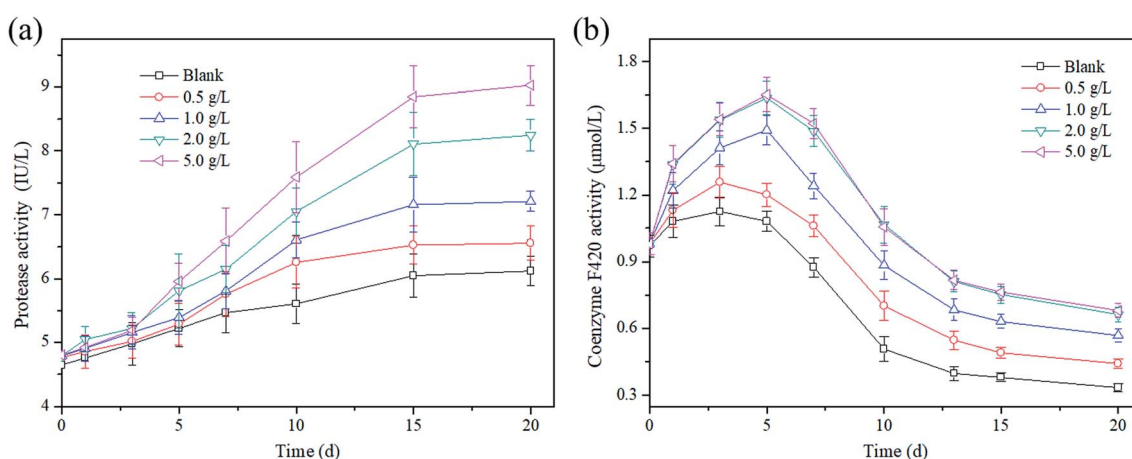 (a)
Protease activity (IU/L)
9
8
7
6
5
4
Blank
0.5 g/L
1.0 g/L
2.0 g/L
5.0 g/L
0 5 10 15 20
Time (d)
(b)
Coenzyme F420 activity (μmol/L)
1.8
1.5
1.2
0.9
0.6
0.3
Blank
0.5 g/L
1.0 g/L
2.0 g/L
5.0 g/L
0 5 10 15 20
Time (d)